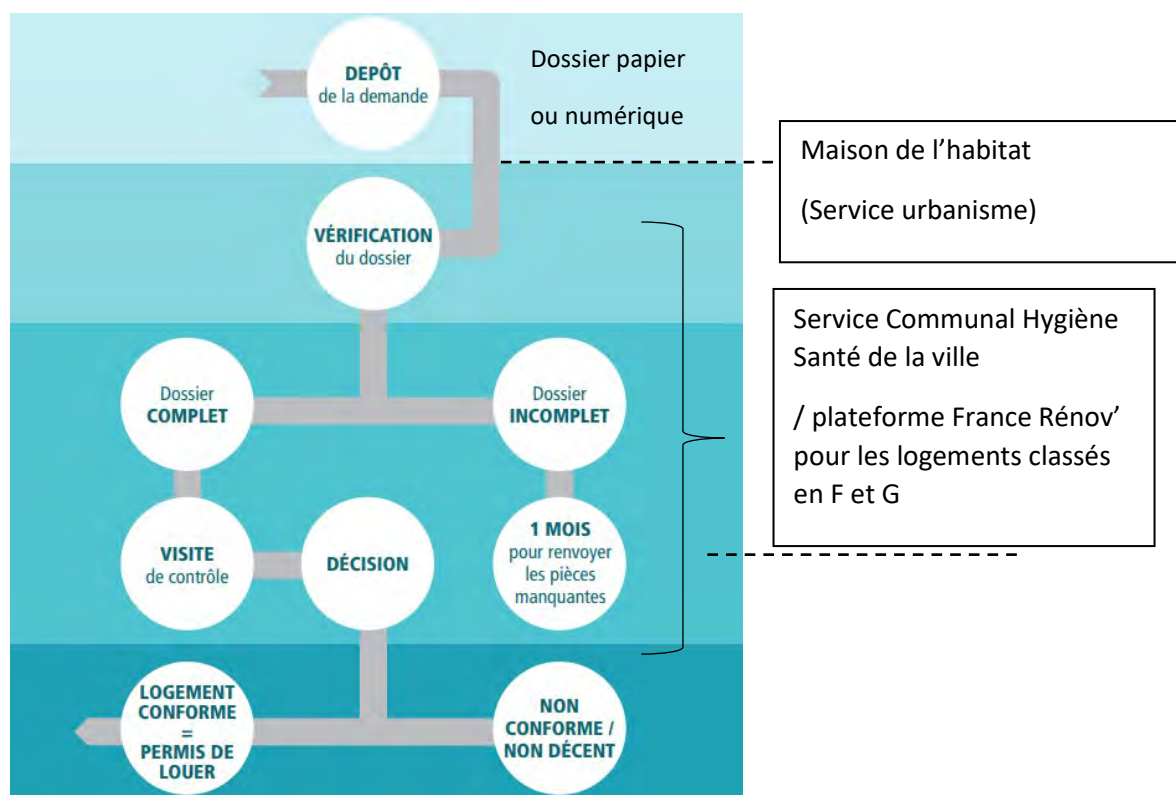 DEPÔT
de la demande
Dossier papier
ou numérique
Maison de l’habitat
(Service urbanisme)
VÉRIFICATION
du dossier
Service Communal Hygiène
Santé de la ville
/ plateforme France Rénov’
pour les logements classés
en F et G
Dossier
COMPLET
Dossier
INCOMPLET
VISITE
de contrôle
DÉCISION
1 MOIS
pour renvoyer
les pièces
manquantes
LOGEMENT
CONFORME
=
PERMIS DE
LOUER
NON
CONFORME /
NON DÉCENT